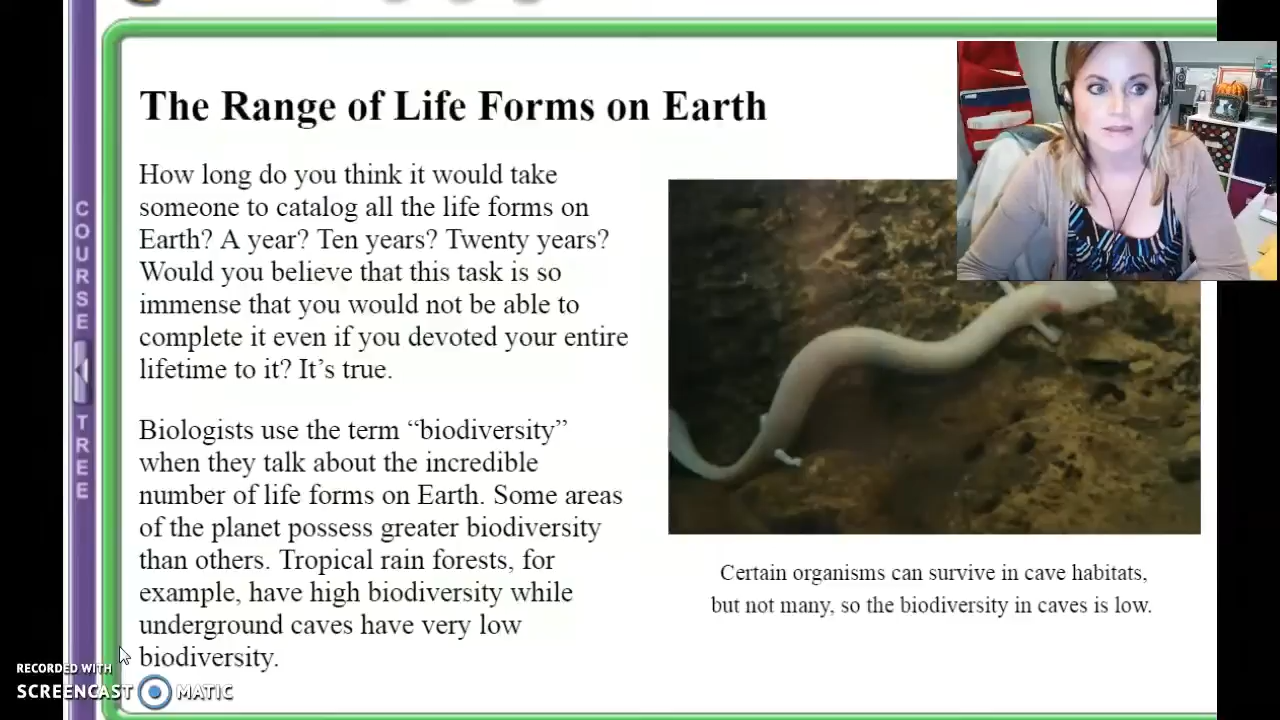 The Range of Life Forms on Earth
How long do you think it would take
someone to catalog all the life forms on
Earth? A year? Ten years? Twenty years?
Would you believe that this task is so
immense that you would not be able to
complete it even if you devoted your entire
lifetime to it? It’s true.
Biologists use the term “biodiversity”
when they talk about the incredible
number of life forms on Earth. Some areas
of the planet possess greater biodiversity
than others. Tropical rain forests, for
example, have high biodiversity while
underground caves have very low
biodiversity.
Certain organisms can survive in cave habitats,
but not many, so the biodiversity in caves is low.
COURSE
TREE
RECORDED WITH
SCREENCAST MATIC